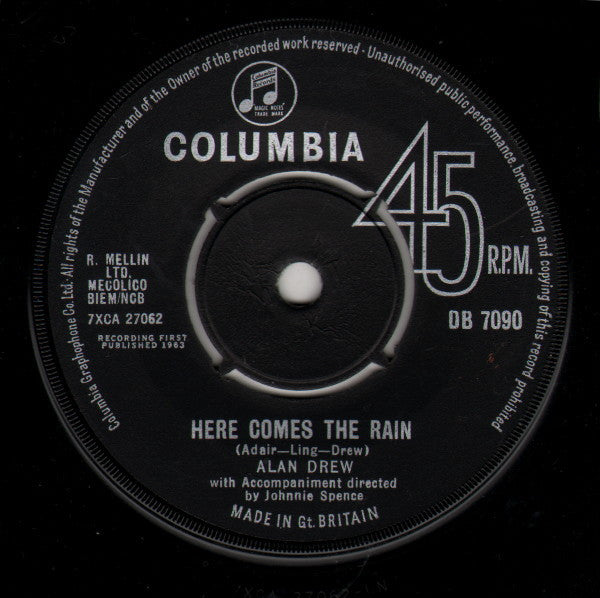 Columbia Graphophone Co. Ltd. All rights of the Manufacturer and of the Owner of the recorded work reserved - Unauthorised public performance, broadcasting and copying of this record prohibited
Columbia
Records
MAGIC NOTES
TRADE MARK
COLUMBIA
45
R.P.M.
R. MELLIN
LTD.
MECOLICO
BIEM/NCB
7XCA 27062
DB 7090
RECORDING FIRST
PUBLISHED 1963
HERE COMES THE RAIN
(Adair—Ling—Drew)
ALAN DREW
with Accompaniment directed
by Johnnie Spence
MADE IN Gt. BRITAIN